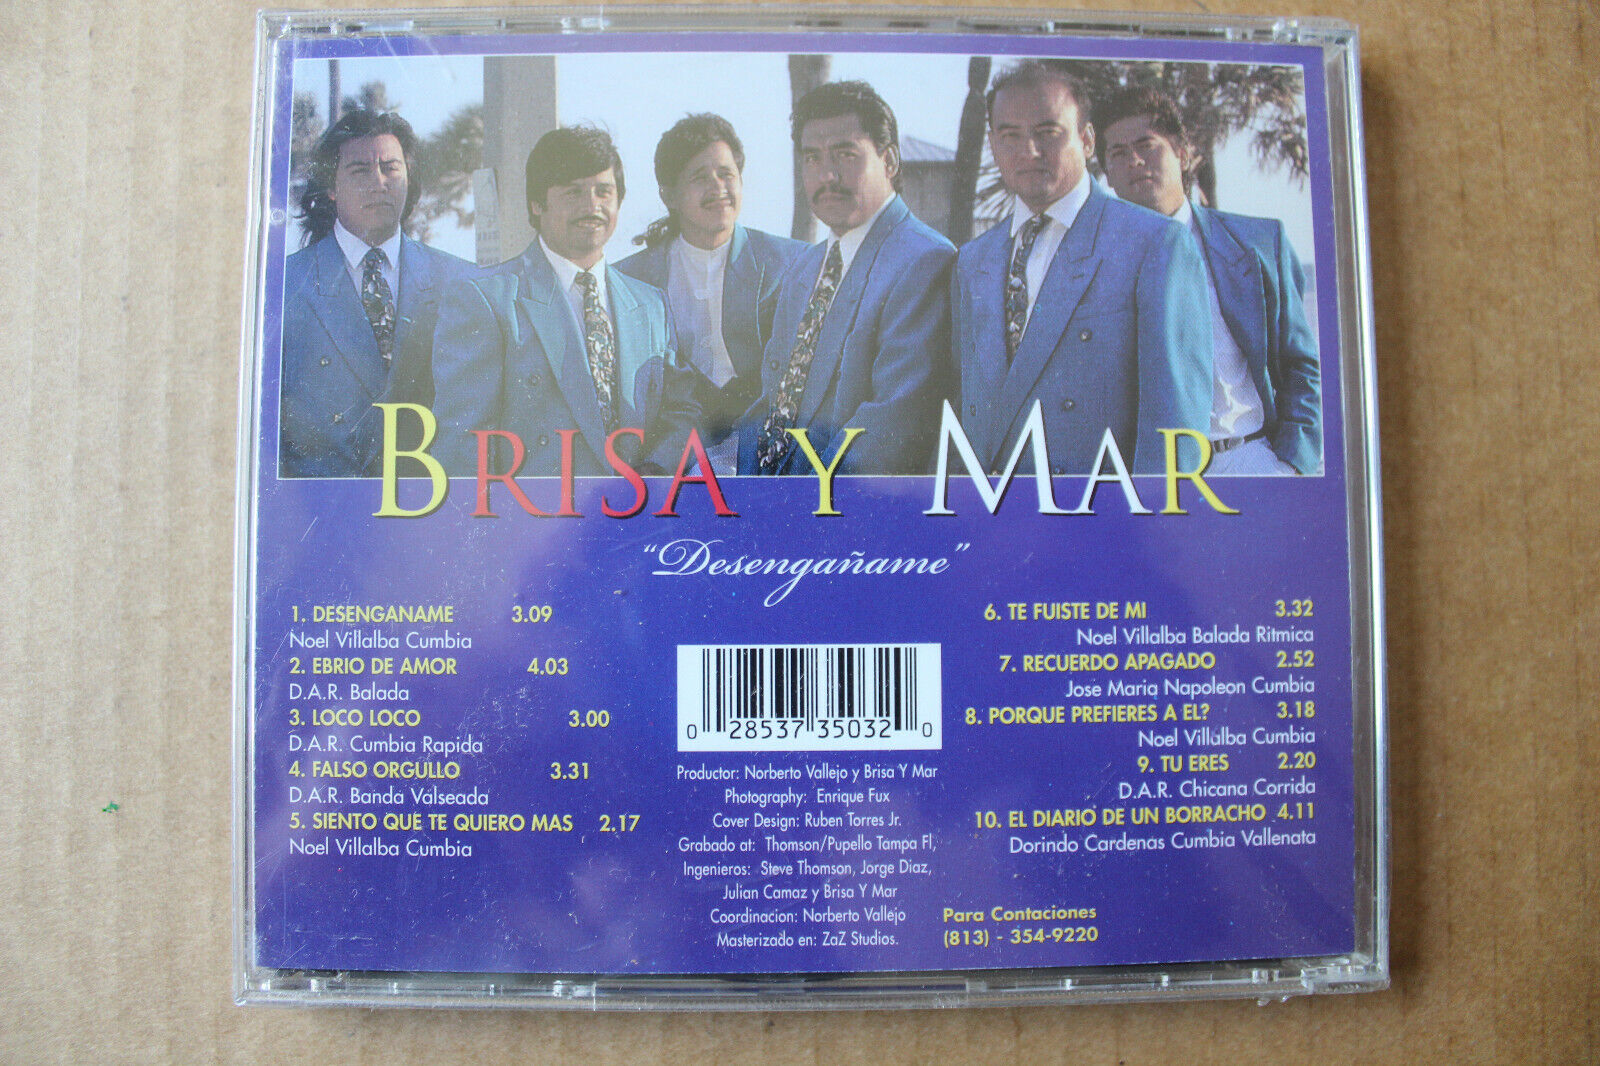 BRISA Y MAR
"Desengañame"
1. DESENGANAME 3.09
Noel Villalba Cumbia
2. EBRIO DE AMOR 4.03
D.A.R. Balada
3. LOCO LOCO 3.00
D.A.R. Cumbia Rapida
4. FALSO ORGULLO 3.31
D.A.R. Banda Valseada
5. SIENTO QUE TE QUIERO MAS 2.17
Noel Villalba Cumbia
0 28537 35032 0
Productor: Norberto Vallejo y Brisa Y Mar
Photography: Enrique Fux
Cover Design: Ruben Torres Jr.
Grabado at: Thomson/Pupello Tampa Fl,
Ingenieros: Steve Thomson, Jorge Diaz,
Julian Camaz y Brisa Y Mar
Coordinacion: Norberto Vallejo
Masterizado en: ZaZ Studios.
6. TE FUISTE DE MI 3.32
Noel Villalba Balada Ritmica
7. RECUERDO APAGADO 2.52
Jose Maria Napoleon Cumbia
8. PORQUE PREFIERES A EL? 3.18
Noel Villalba Cumbia
9. TU ERES 2.20
D.A.R. Chicana Corrida
10. EL DIARIO DE UN BORRACHO 4.11
Dorindo Cardenas Cumbia Vallenata
Para Contaciones
(813) - 354-9220